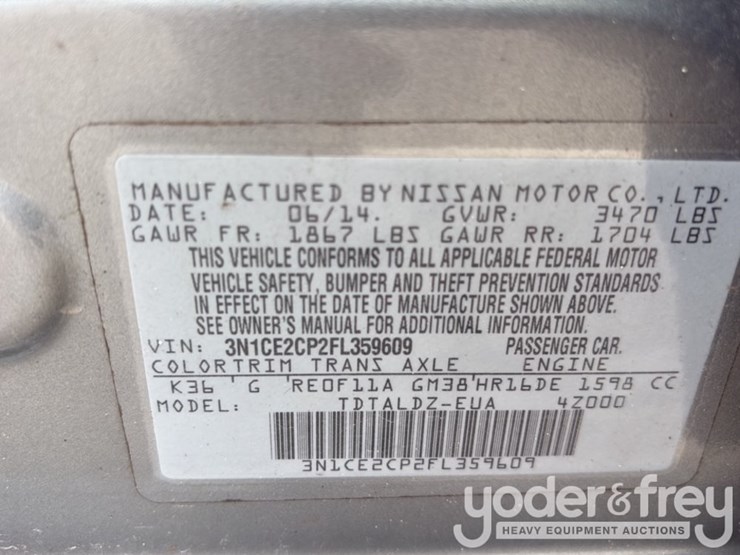 MANUFACTURED BY NISSAN MOTOR CO., LTD.
DATE: 06/14. GVWR: 3470 LBS
GAWR FR: 1867 LBS GAWR RR: 1704 LBS
THIS VEHICLE CONFORMS TO ALL APPLICABLE FEDERAL MOTOR
VEHICLE SAFETY, BUMPER AND THEFT PREVENTION STANDARDS
IN EFFECT ON THE DATE OF MANUFACTURE SHOWN ABOVE.
SEE OWNER'S MANUAL FOR ADDITIONAL INFORMATION.
VIN: 3N1CE2CP2FL359609 PASSENGER CAR.
COLOR TRIM TRANS AXLE ENGINE
K36 G RE0F11A GM38 HR16DE 1598 CC
MODEL: TDTALDZ-EUA 4Z000
3N1CE2CP2FL359609
yoder&frey
HEAVY EQUIPMENT AUCTIONS